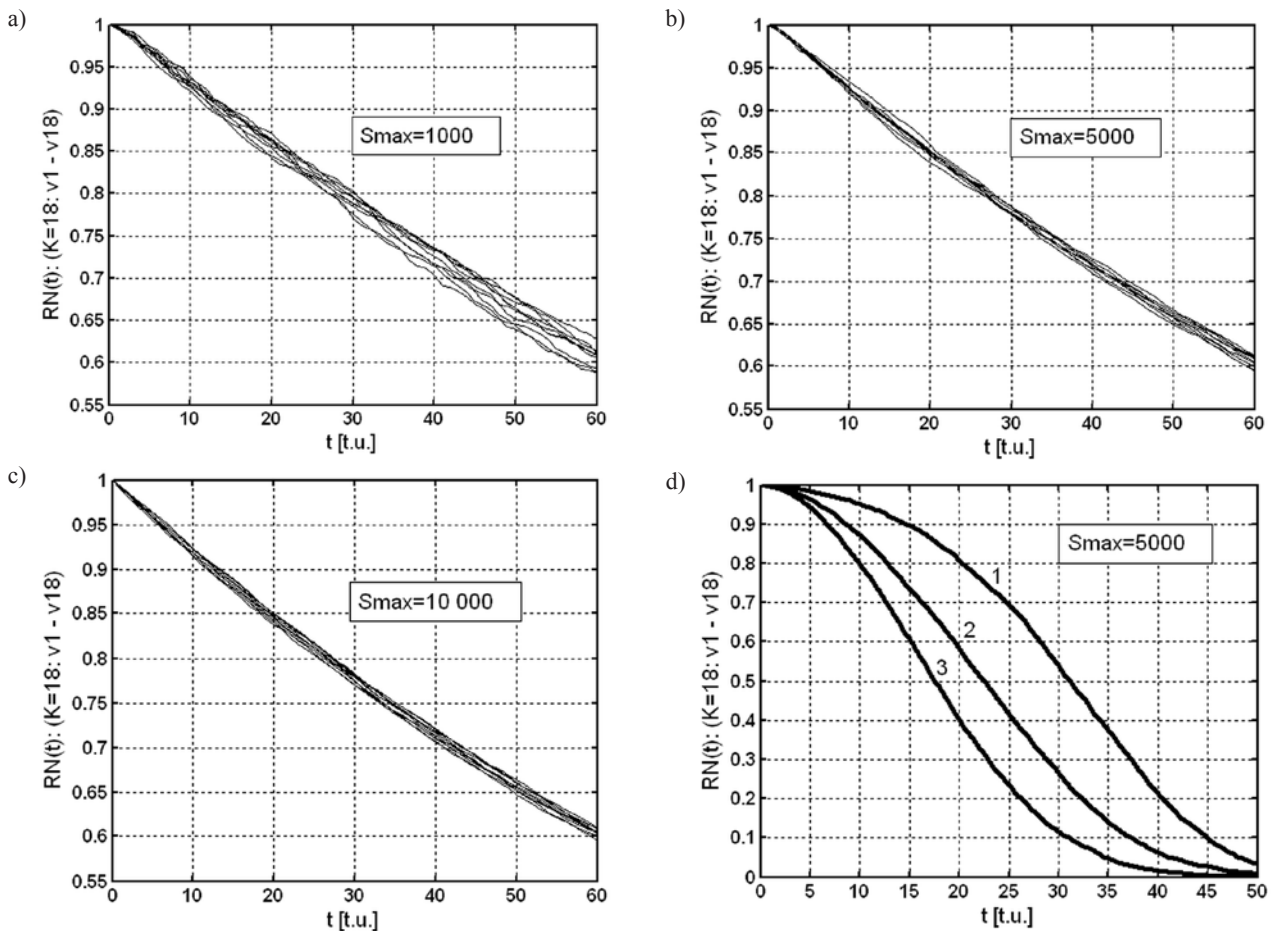 a)
RN(t): (K=18: v1 - v18)
1
0.95
0.9
0.85
0.8
0.75
0.7
0.65
0.6
0.55
Smax=1000
0 10 20 30 40 50 60
t [t.u.]
b)
RN(t): (K=18: v1 - v18)
1
0.95
0.9
0.85
0.8
0.75
0.7
0.65
0.6
0.55
Smax=5000
0 10 20 30 40 50 60
t [t.u.]
c)
RN(t): (K=18: v1 - v18)
1
0.95
0.9
0.85
0.8
0.75
0.7
0.65
0.6
0.55
Smax=10 000
0 10 20 30 40 50 60
t [t.u.]
d)
RN(t): (K=18: v1 - v18)
1
0.9
0.8
0.7
0.6
0.5
0.4
0.3
0.2
0.1
0
Smax=5000
1
2
3
0 5 10 15 20 25 30 35 40 45 50
t [t.u.]